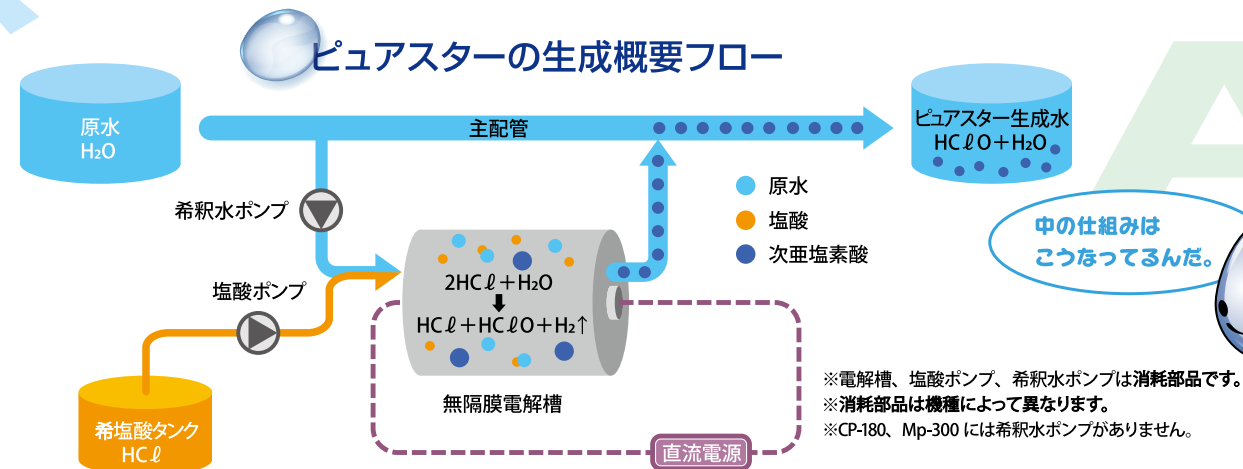 ピュアスターの生成概要フロー
原水
H₂O
主配管
ピュアスター生成水
HCℓO+H₂O
希釈水ポンプ
原水
塩酸
次亜塩素酸
中の仕組みは
こうなってるんだ。
塩酸ポンプ
2HCℓ+H₂O
HCℓ+HCℓO+H₂↑
無隔膜電解槽
希塩酸タンク
HCℓ
直流電源
※電解槽、塩酸ポンプ、希釈水ポンプは消耗部品です。
※消耗部品は機種によって異なります。
※CP-180、Mp-300 には希釈水ポンプがありません。